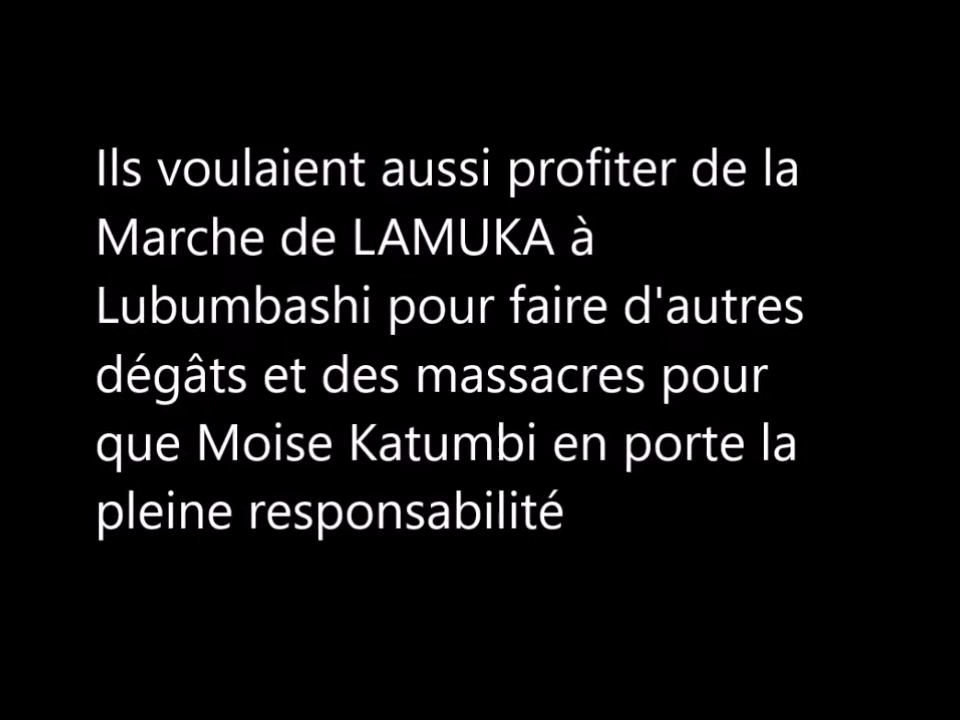 Ils voulaient aussi profiter de la
Marche de LAMUKA à
Lubumbashi pour faire d'autres
dégâts et des massacres pour
que Moise Katumbi en porte la
pleine responsabilité